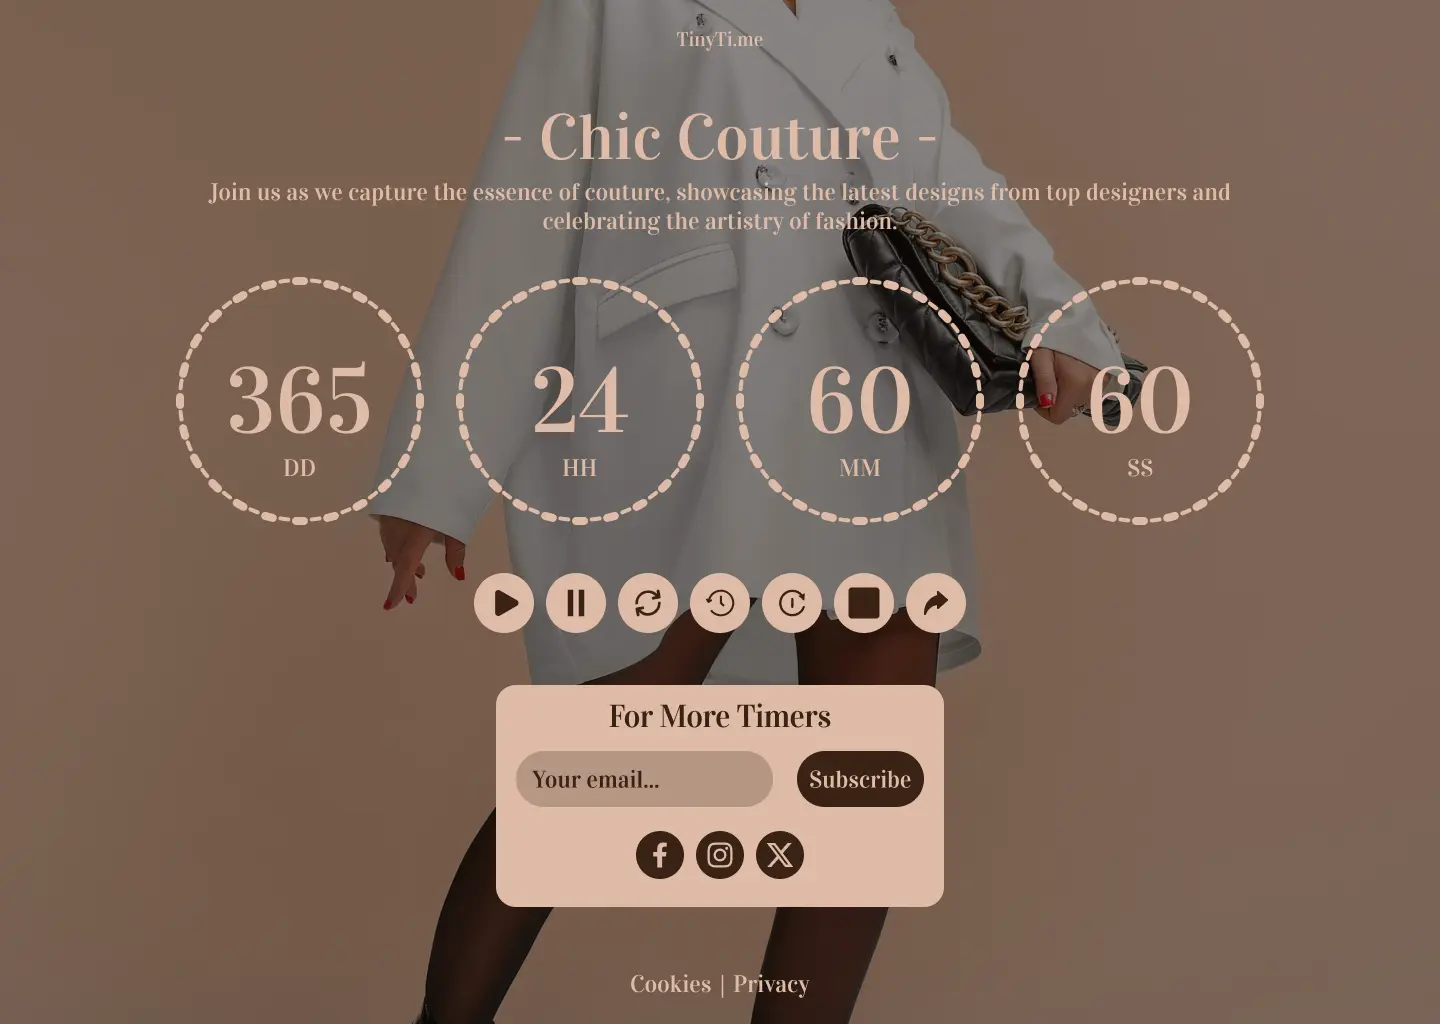 TinyTi.me
- Chic Couture -
Join us as we capture the essence of couture, showcasing the latest designs from top designers and
celebrating the artistry of fashion.
365
DD
24
HH
60
MM
60
SS
For More Timers
Your email...
Subscribe
Cookies | Privacy